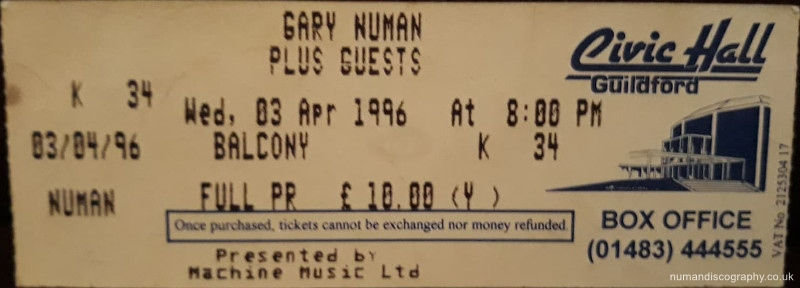 GARY NUMAN
PLUS GUESTS
Civic Hall
Guildford
K 34
Wed, 03 Apr 1996 At 8:00 PM
03/04/96
BALCONY K 34
NUMAN
FULL PR £ 10.00 (Y )
Once purchased, tickets cannot be exchanged nor money refunded.
Presented by
Machine Music Ltd
BOX OFFICE
(01483) 444555
VAT No. 2125304 17
numandiscography.co.uk